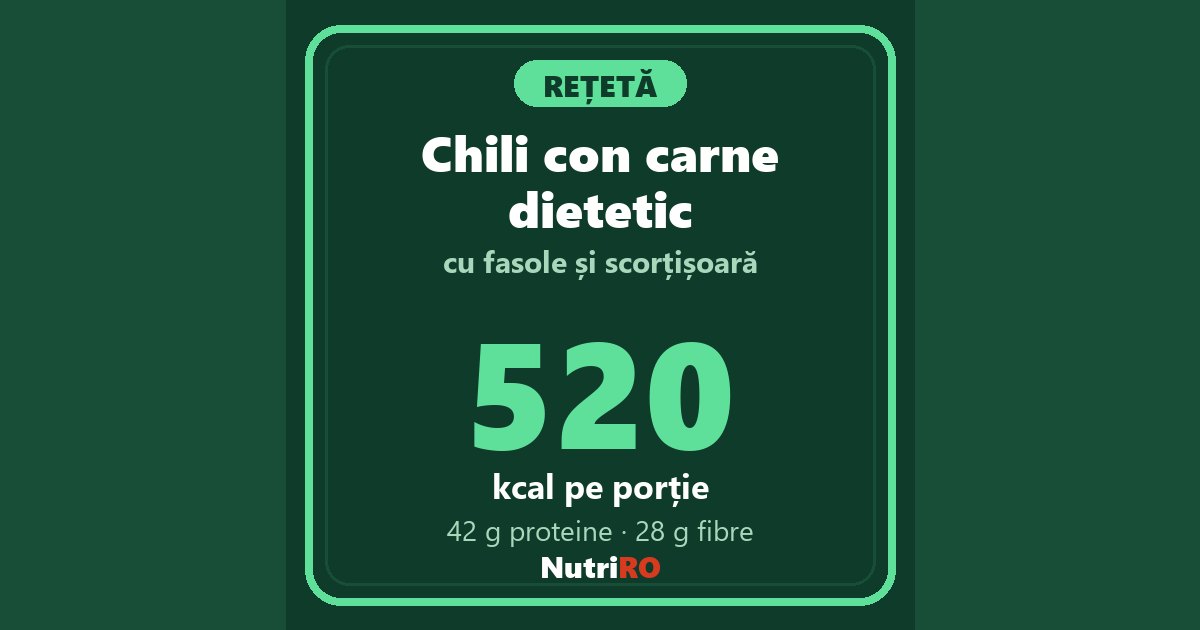 REȚETĂ
Chili con carne
dietetic
cu fasole și scorțișoară
520
kcal pe porție
42 g proteine · 28 g fibre
NutriRO